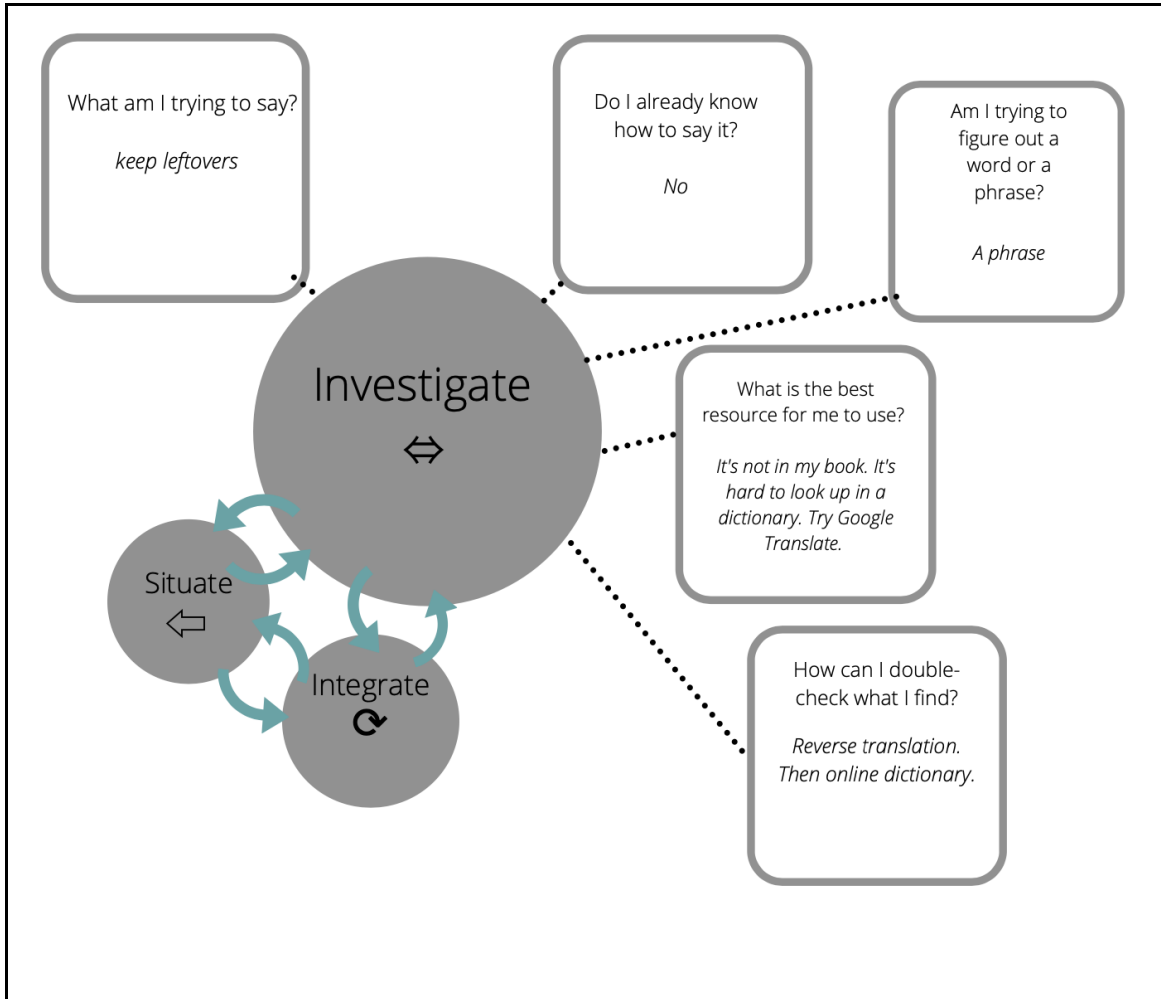 What am I trying to say?
keep leftovers
Do I already know
how to say it?
No
Am I trying to
figure out a
word or a
phrase?
A phrase
Investigate
⬄
What is the best
resource for me to use?
It's not in my book. It's
hard to look up in a
dictionary. Try Google
Translate.
Situate
⇦
Integrate
⟳
How can I double-
check what I find?
Reverse translation.
Then online dictionary.